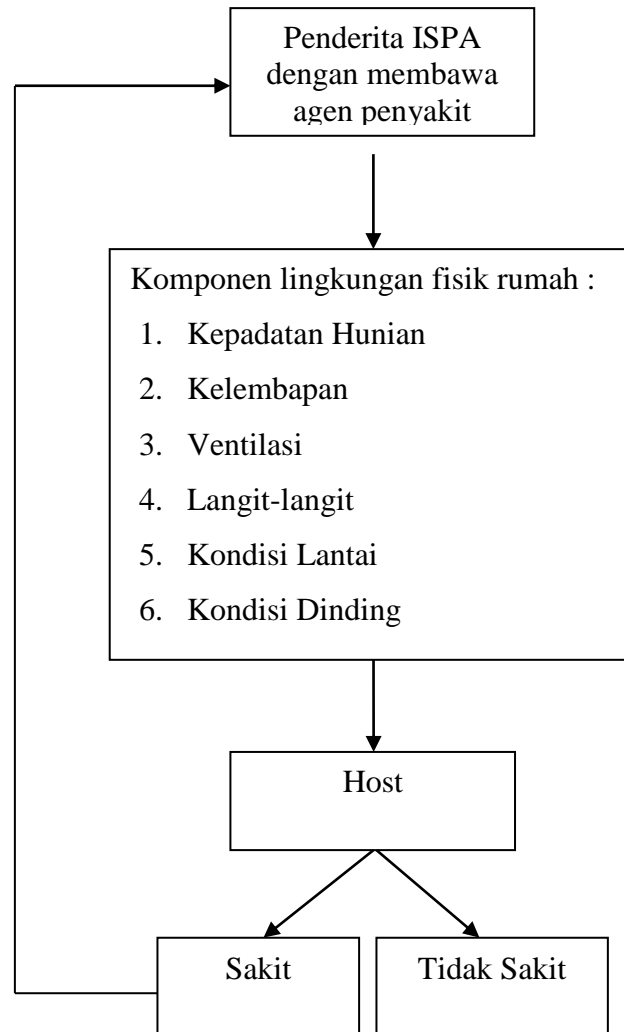 Penderita ISPA
dengan membawa
agen penyakit
Komponen lingkungan fisik rumah :
1. Kepadatan Hunian
2. Kelembapan
3. Ventilasi
4. Langit-langit
5. Kondisi Lantai
6. Kondisi Dinding
Host
Sakit
Tidak Sakit